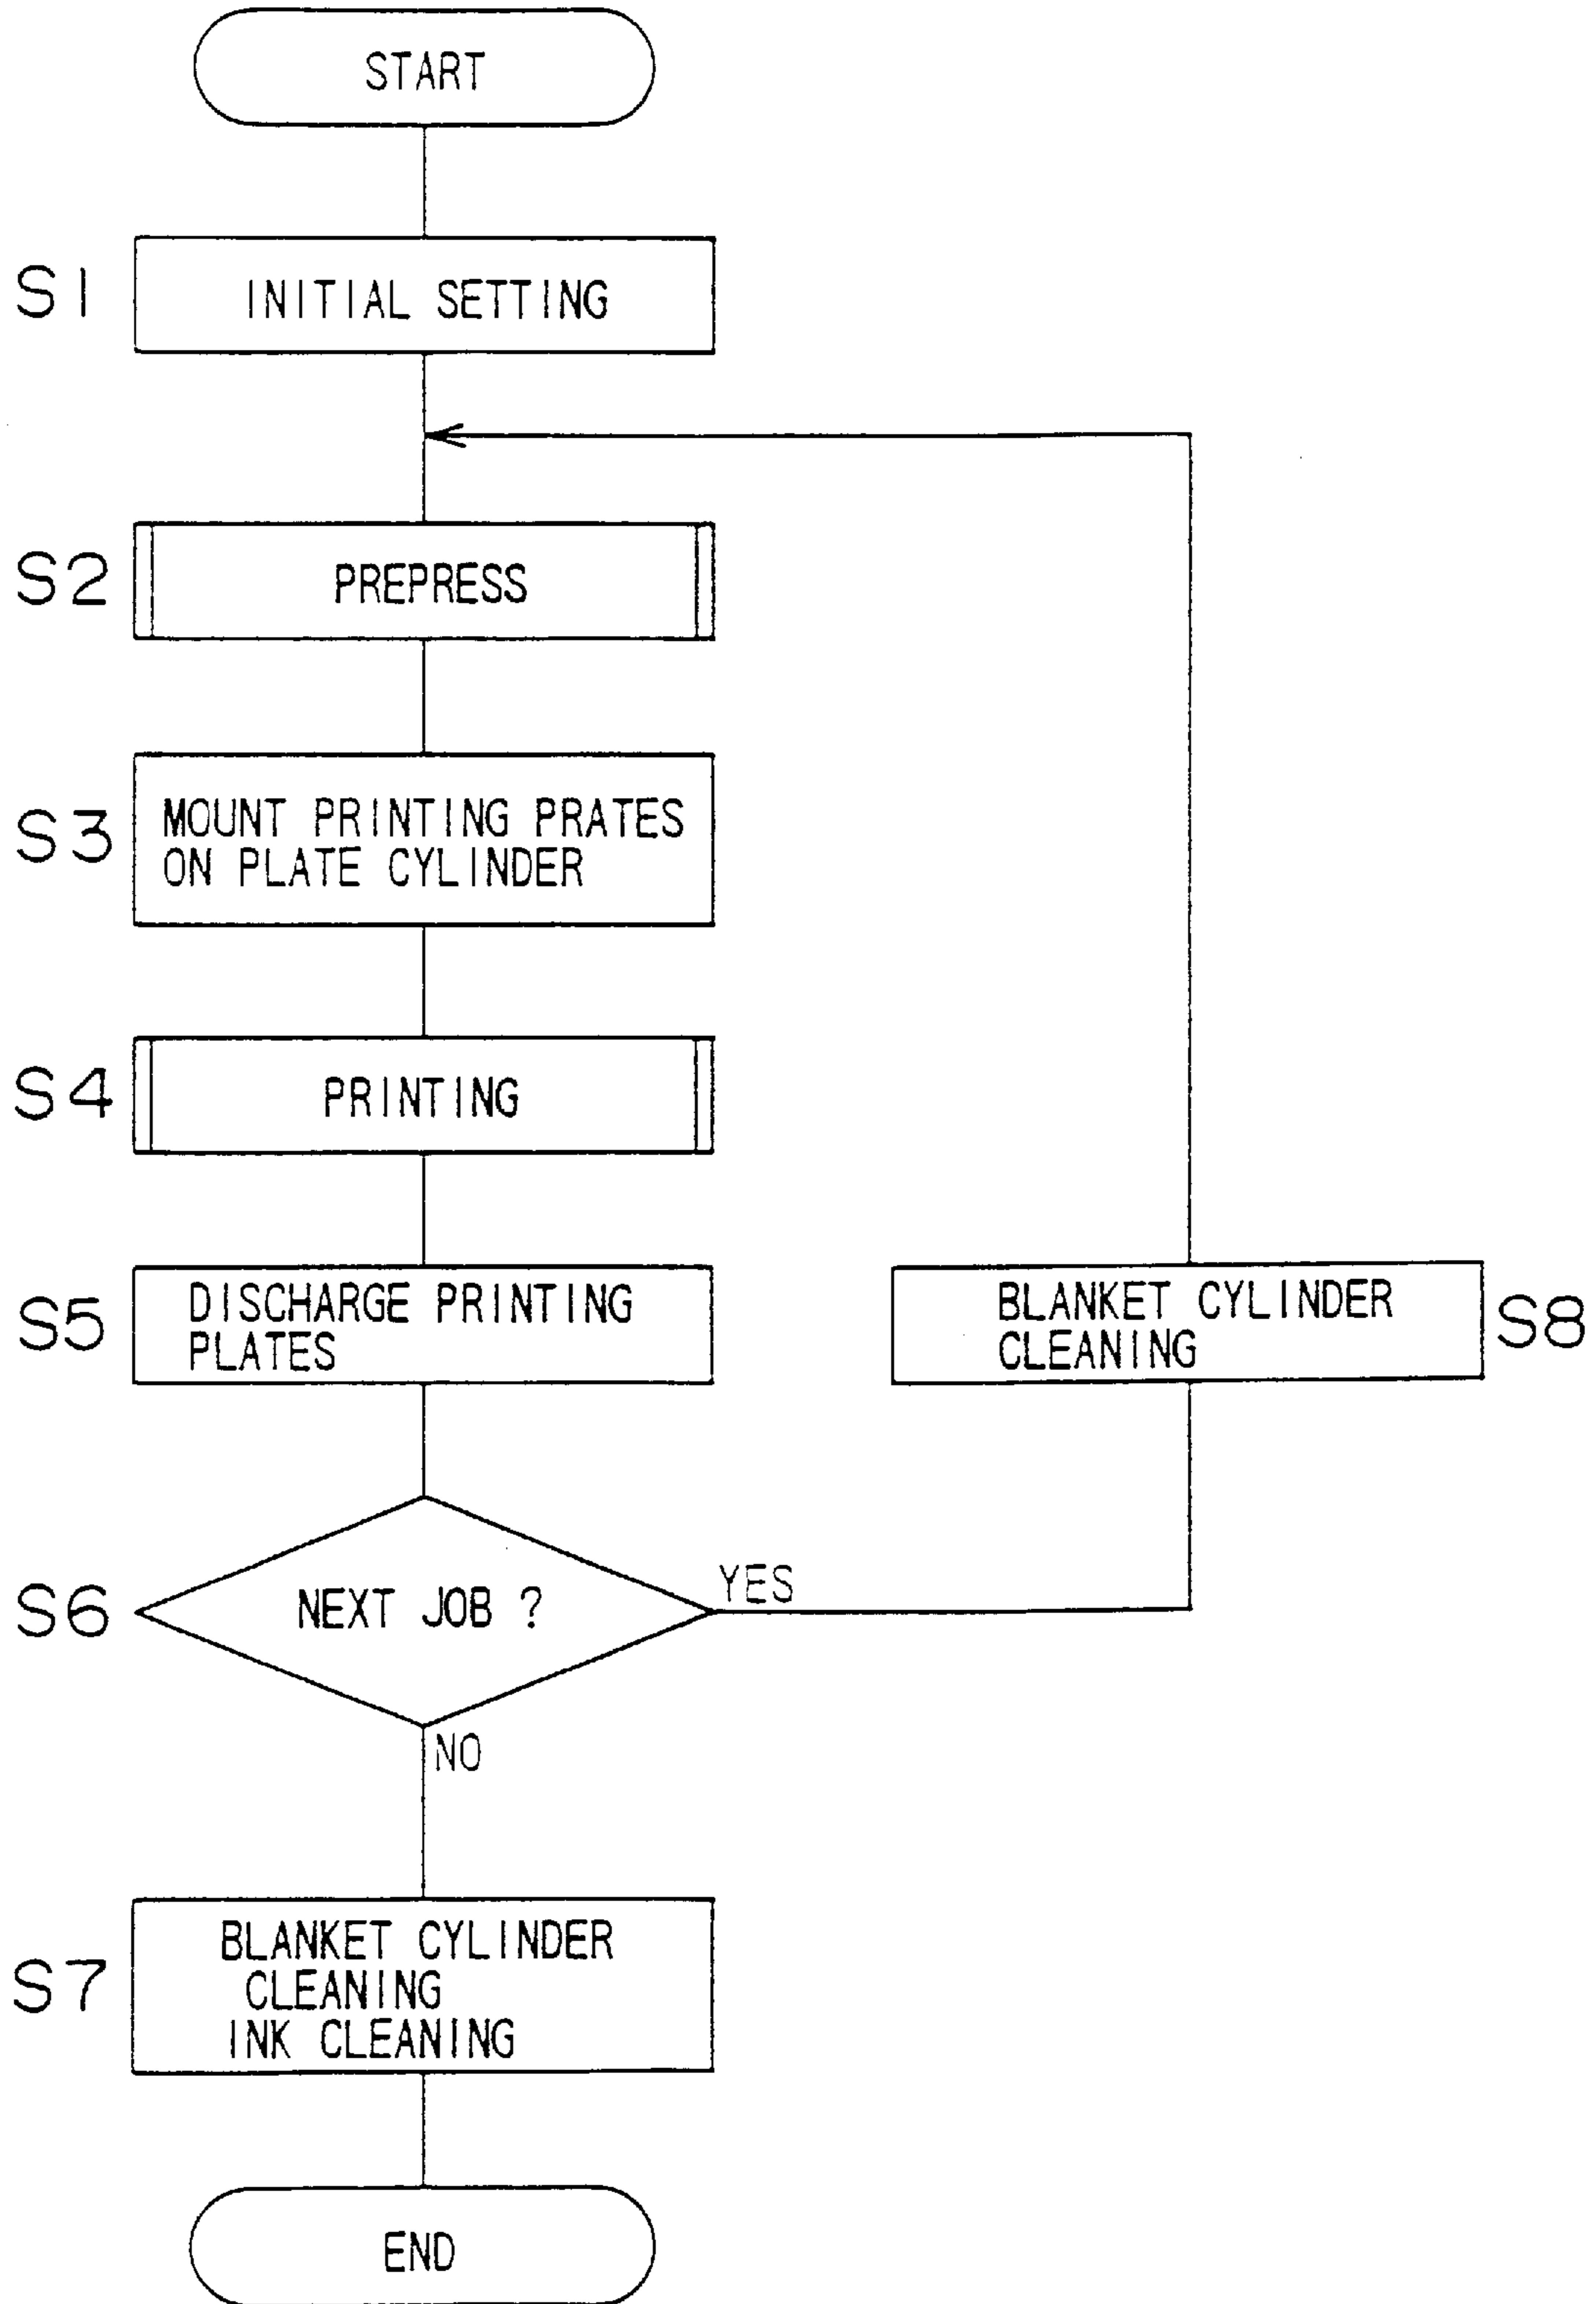 START
S1
INITIAL SETTING
S2
PREPRESS
S3
MOUNT PRINTING PRATES
ON PLATE CYLINDER
S4
PRINTING
S5
DISCHARGE PRINTING
PLATES
BLANKET CYLINDER
CLEANING
S8
S6
NEXT JOB ?
YES
NO
S7
BLANKET CYLINDER
CLEANING
INK CLEANING
END